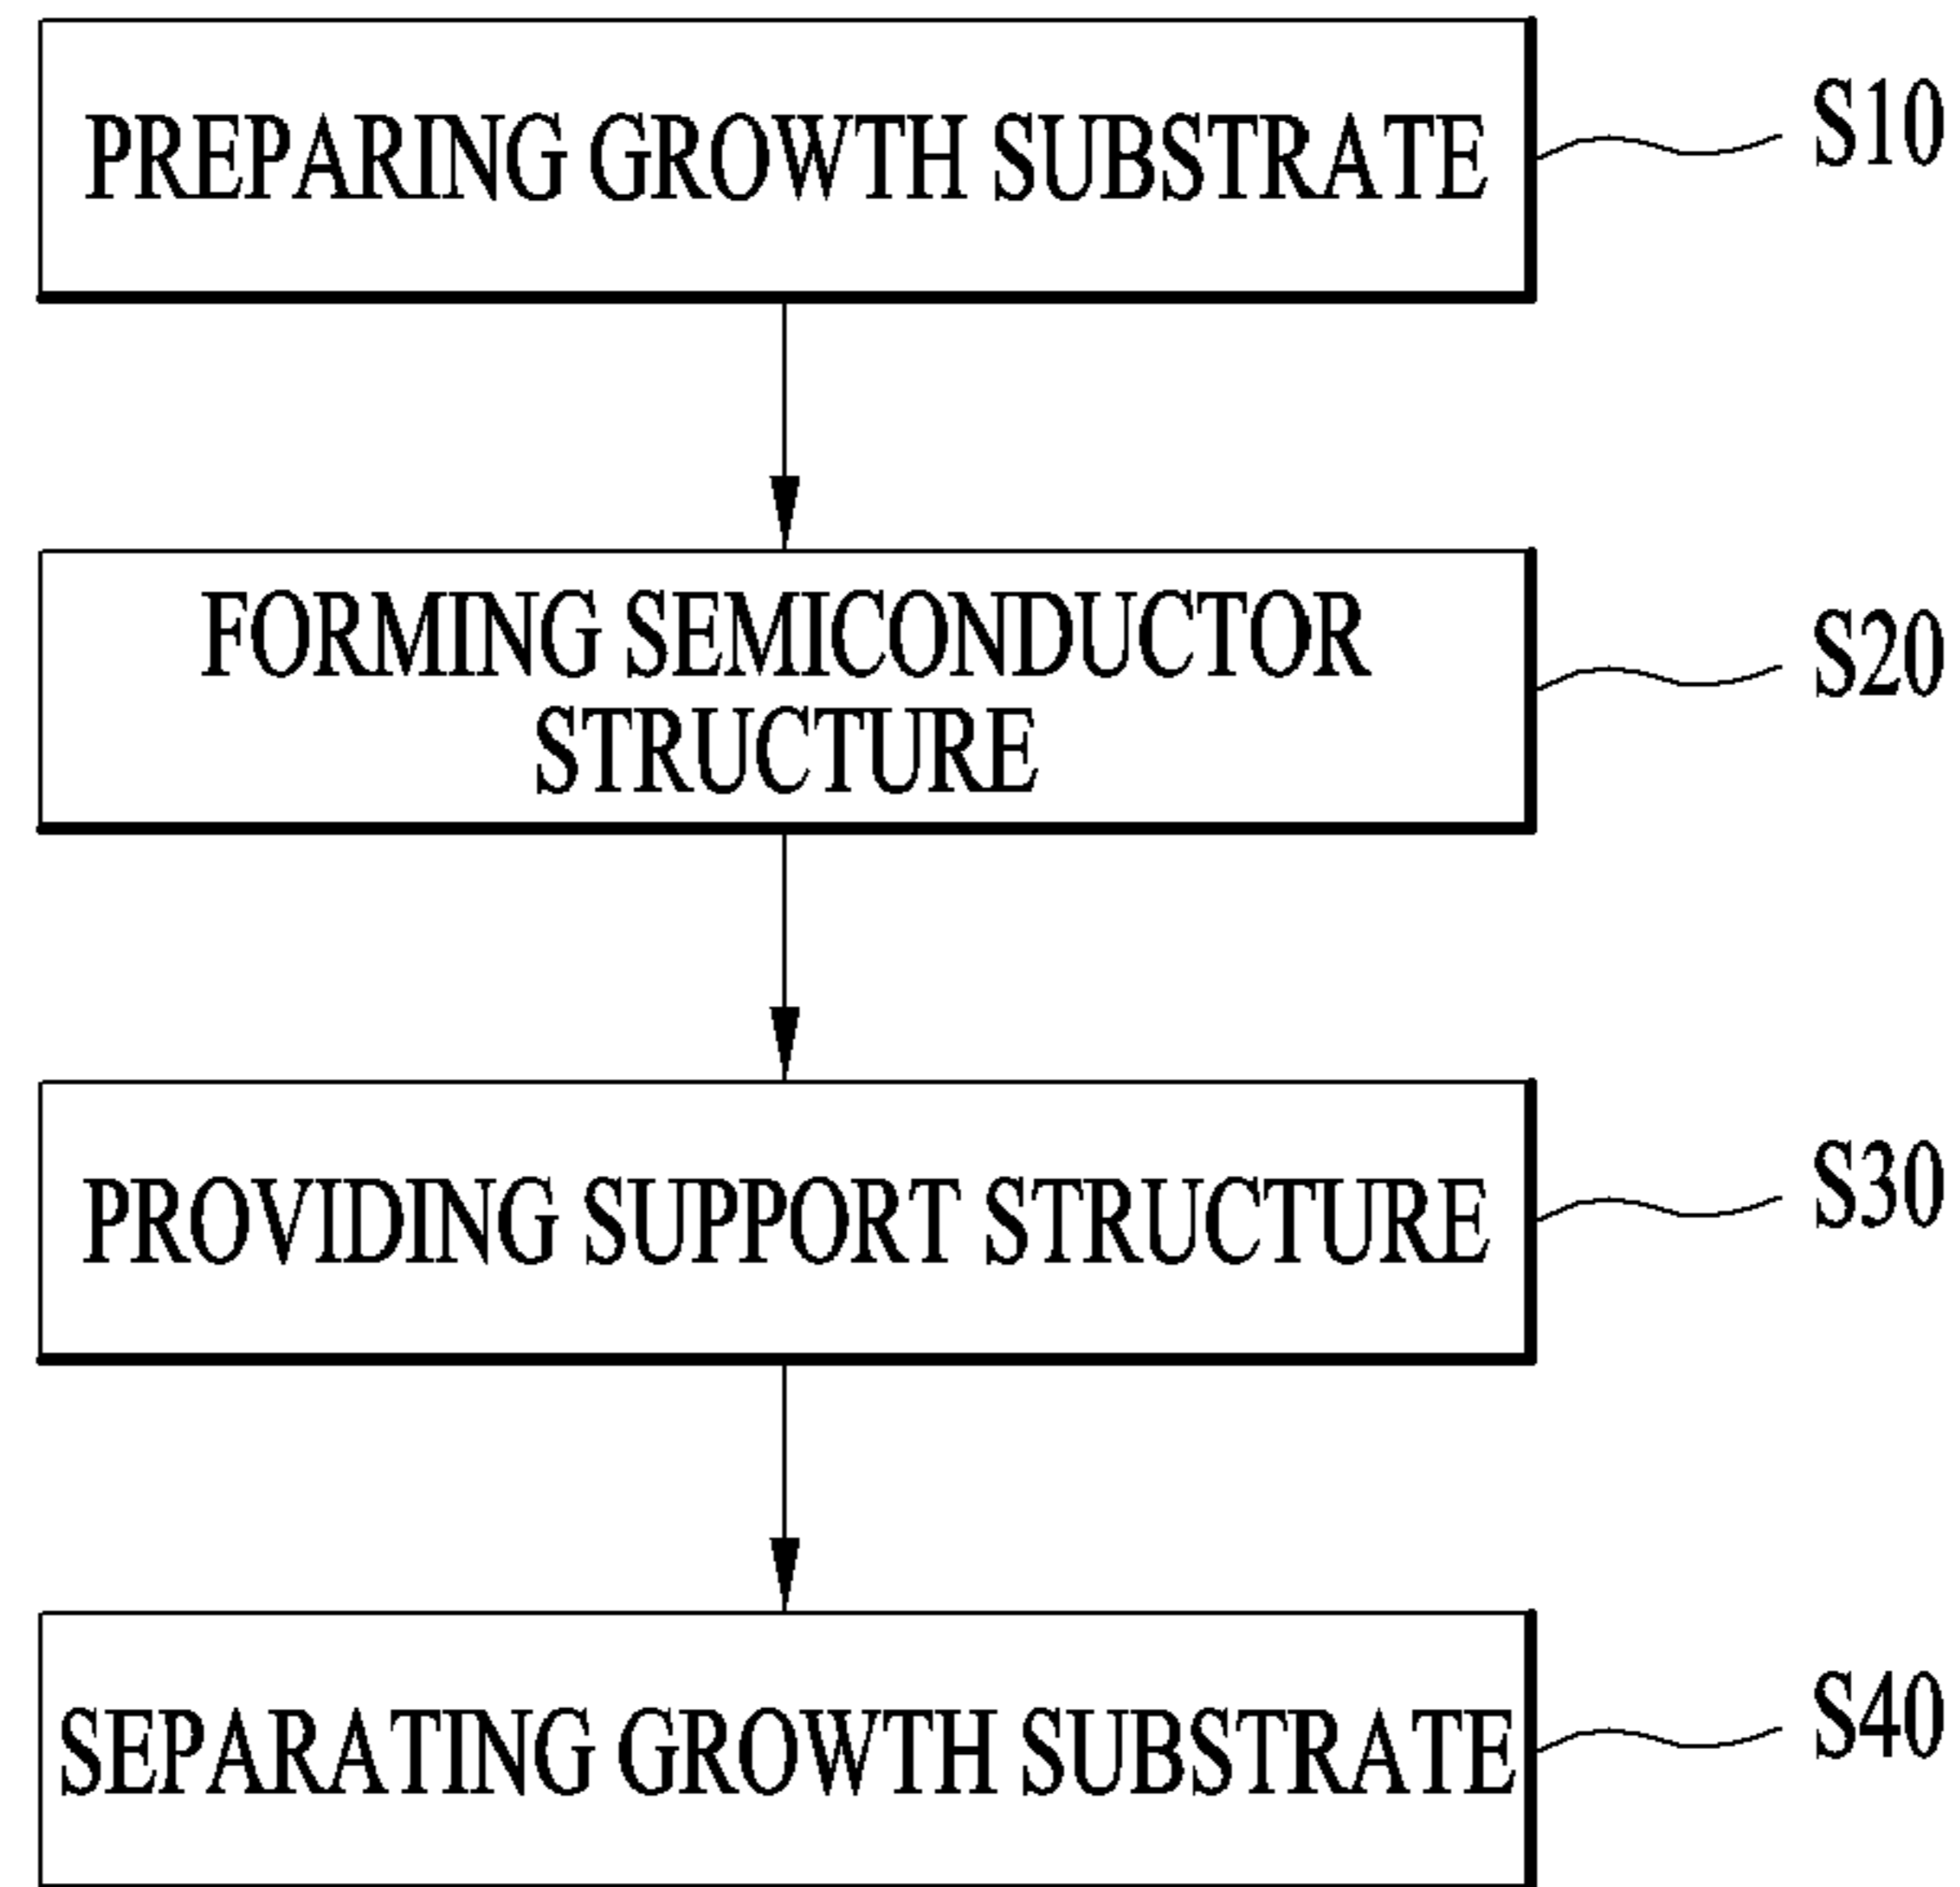 PREPARING GROWTH SUBSTRATE
S10
FORMING SEMICONDUCTOR
STRUCTURE
S20
PROVIDING SUPPORT STRUCTURE
S30
SEPARATING GROWTH SUBSTRATE
S40